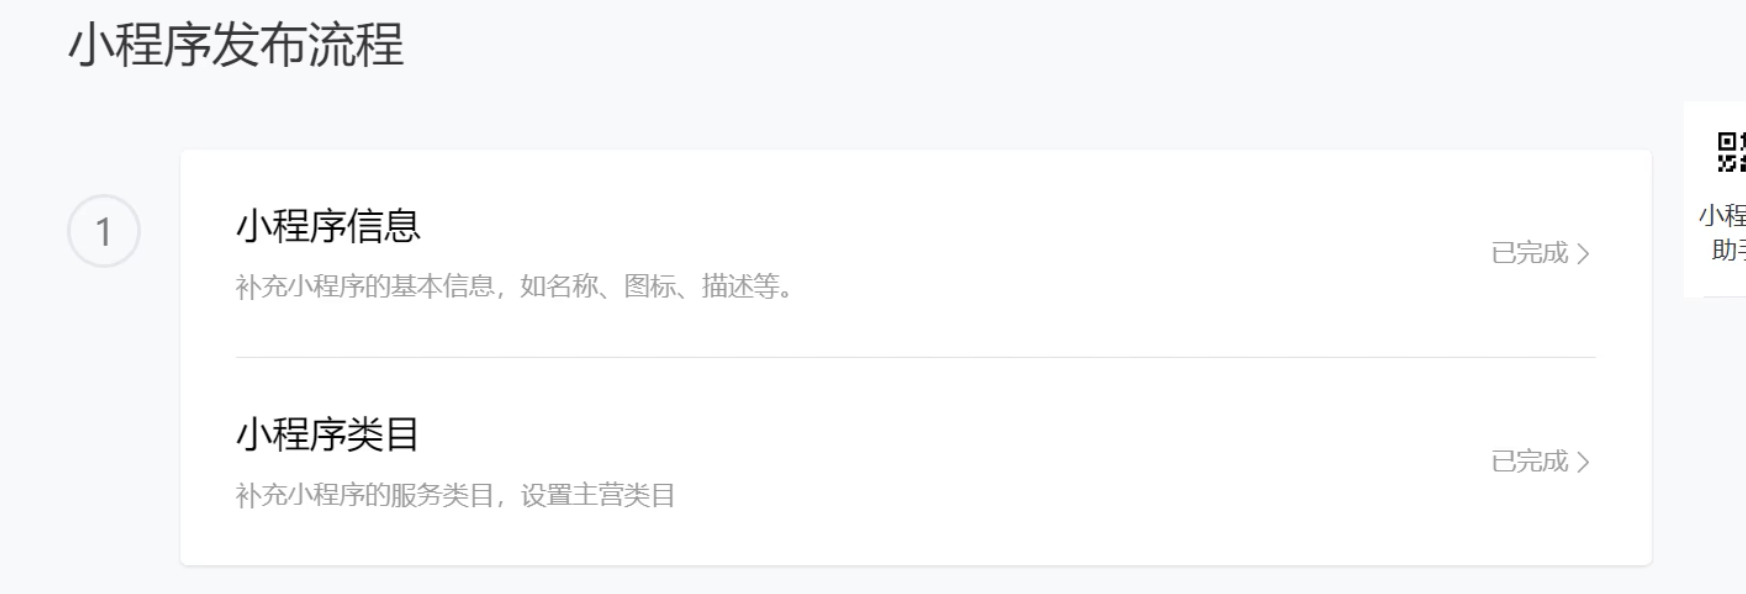 小程序发布流程
1
小程序信息
补充小程序的基本信息，如名称、图标、描述等。
已完成
小程序类目
补充小程序的服务类目，设置主营类目
已完成
小程
助手